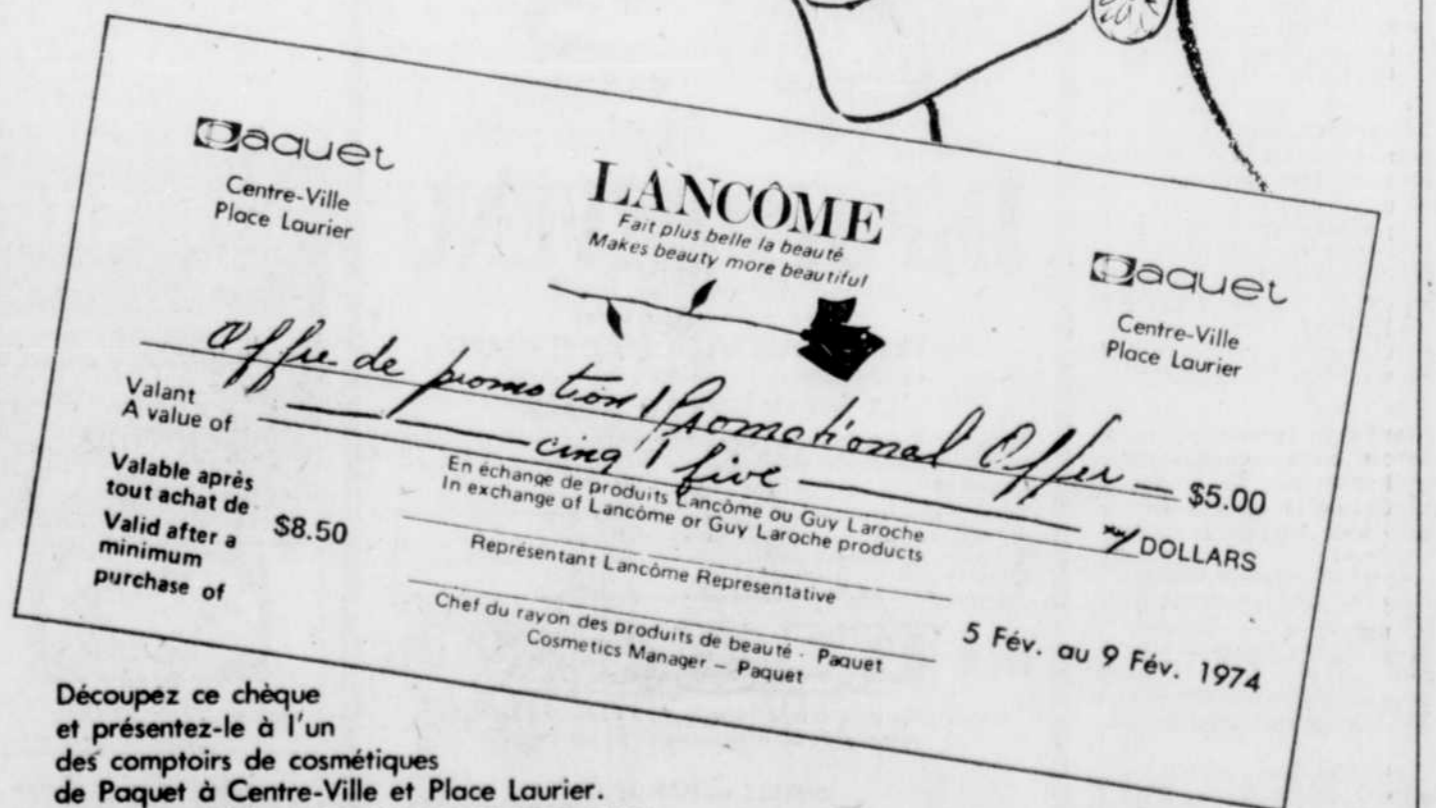 Paquet
Centre-Ville
Place Laurier
LANCÔME
Fait plus belle la beauté
Makes beauty more beautiful
Paquet
Centre-Ville
Place Laurier
Offre de promotion / Promotional Offer — $5.00
Valant
A value of
cinq / five
DOLLARS
Valable après
tout achat de
Valid after a
minimum
purchase of
$8.50
En échange de produits Lancôme ou Guy Laroche
In exchange of Lancôme or Guy Laroche products
Représentant Lancôme Representative
Chef du rayon des produits de beauté - Paquet
Cosmetics Manager – Paquet
5 Fév. au 9 Fév. 1974
Découpez ce chèque
et présentez-le à l'un
des comptoirs de cosmétiques
de Paquet à Centre-Ville et Place Laurier.